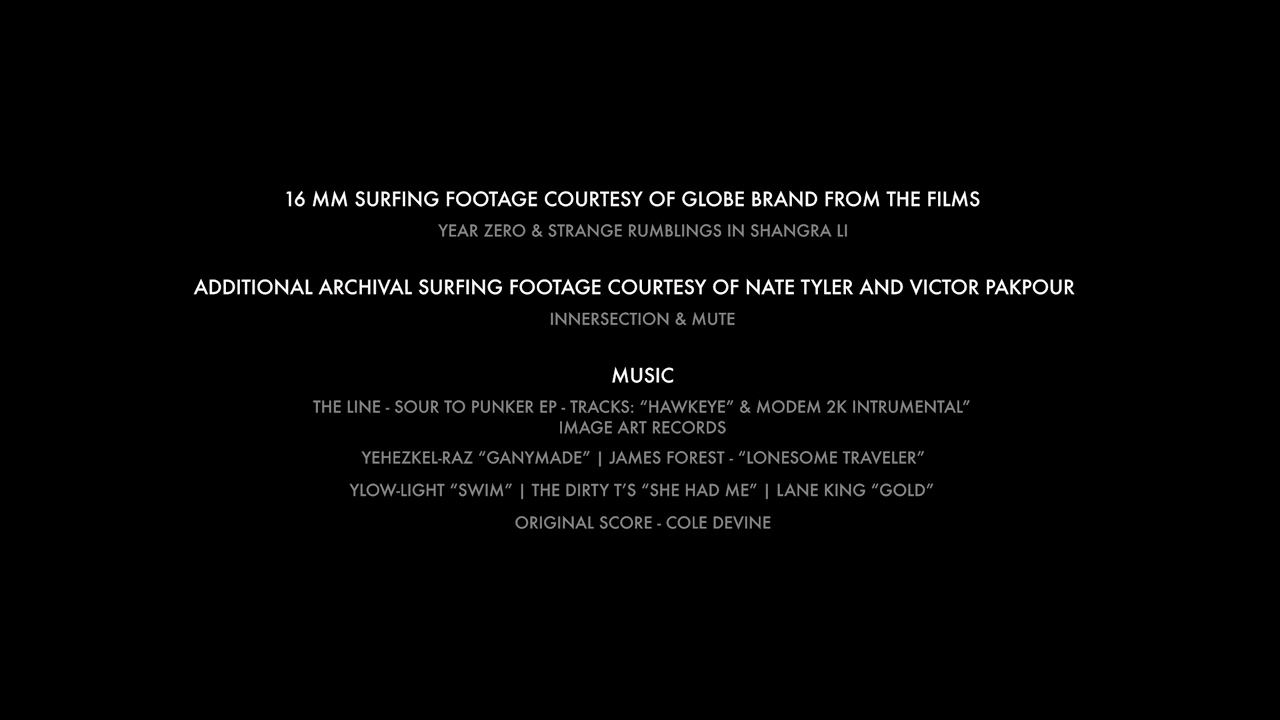 16 MM SURFING FOOTAGE COURTESY OF GLOBE BRAND FROM THE FILMS
YEAR ZERO & STRANGE RUMBLINGS IN SHANGRA LI
ADDITIONAL ARCHIVAL SURFING FOOTAGE COURTESY OF NATE TYLER AND VICTOR PAKPOUR
INNERSECTION & MUTE
MUSIC
THE LINE - SOUR TO PUNKER EP - TRACKS: “HAWKEYE” & MODEM 2K INTRUMENTAL”
IMAGE ART RECORDS
YEHEZKEL-RAZ “GANYMADE” | JAMES FOREST - “LONESOME TRAVELER”
YLOW-LIGHT “SWIM” | THE DIRTY T’S “SHE HAD ME” | LANE KING “GOLD”
ORIGINAL SCORE - COLE DEVINE